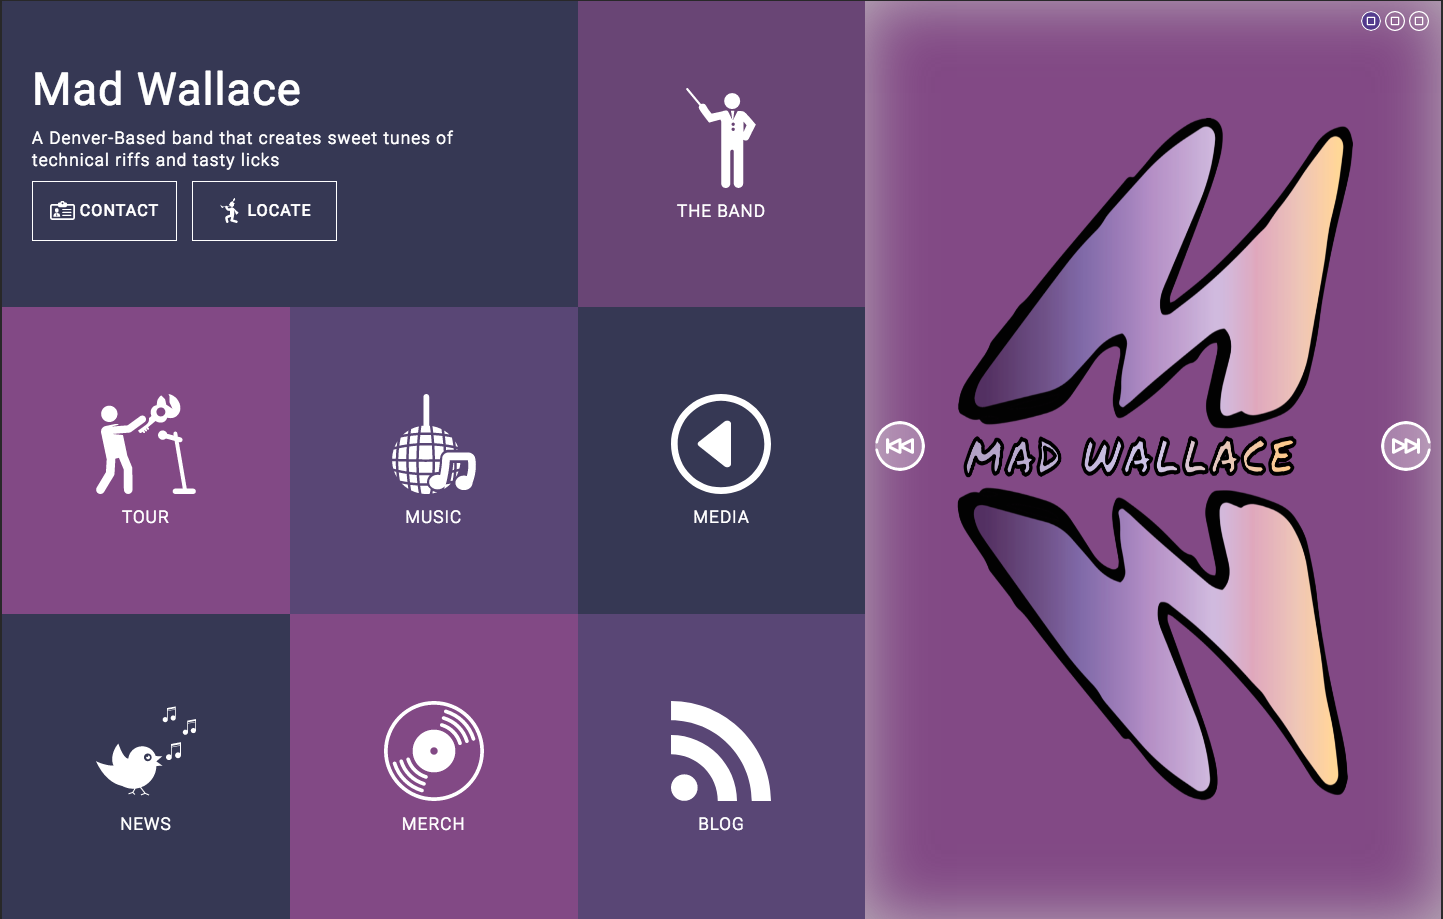 Mad Wallace
A Denver-Based band that creates sweet tunes of
technical riffs and tasty licks
CONTACT
LOCATE
THE BAND
TOUR
MUSIC
MEDIA
NEWS
MERCH
BLOG
MAD WALLACE